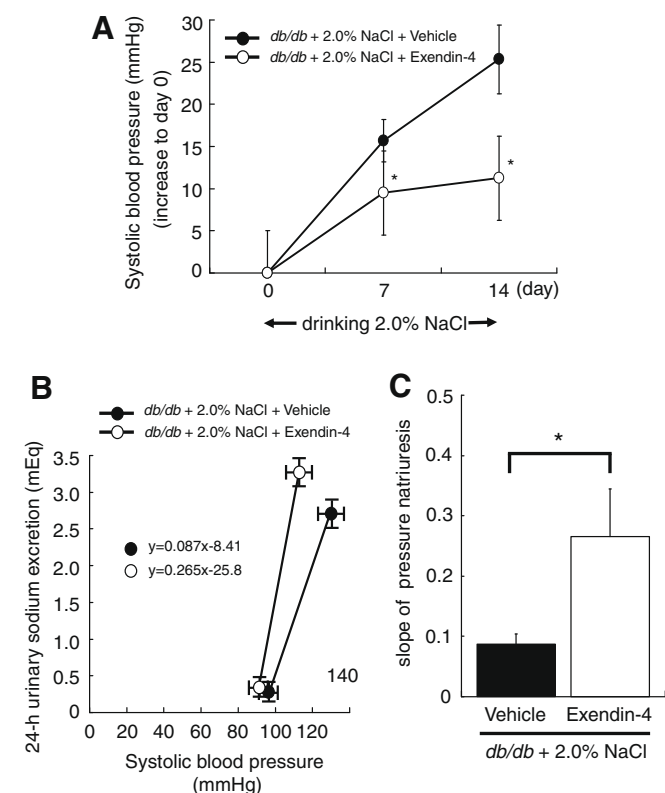 A
Systolic blood pressure (mmHg)
(increase to day 0)
30
25
20
15
10
5
0
db/db + 2.0% NaCl + Vehicle
db/db + 2.0% NaCl + Exendin-4
*
*
0 7 14 (day)
drinking 2.0% NaCl
B
db/db + 2.0% NaCl + Vehicle
db/db + 2.0% NaCl + Exendin-4
24-h urinary sodium excretion (mEq)
3.5
3.0
2.5
2.0
1.5
1.0
0.5
0
y=0.087x-8.41
y=0.265x-25.8
140
0 20 40 60 80 100 120
Systolic blood pressure
(mmHg)
C
slope of pressure natriuresis
0.5
0.4
0.3
0.2
0.1
0
*
Vehicle Exendin-4
db/db + 2.0% NaCl